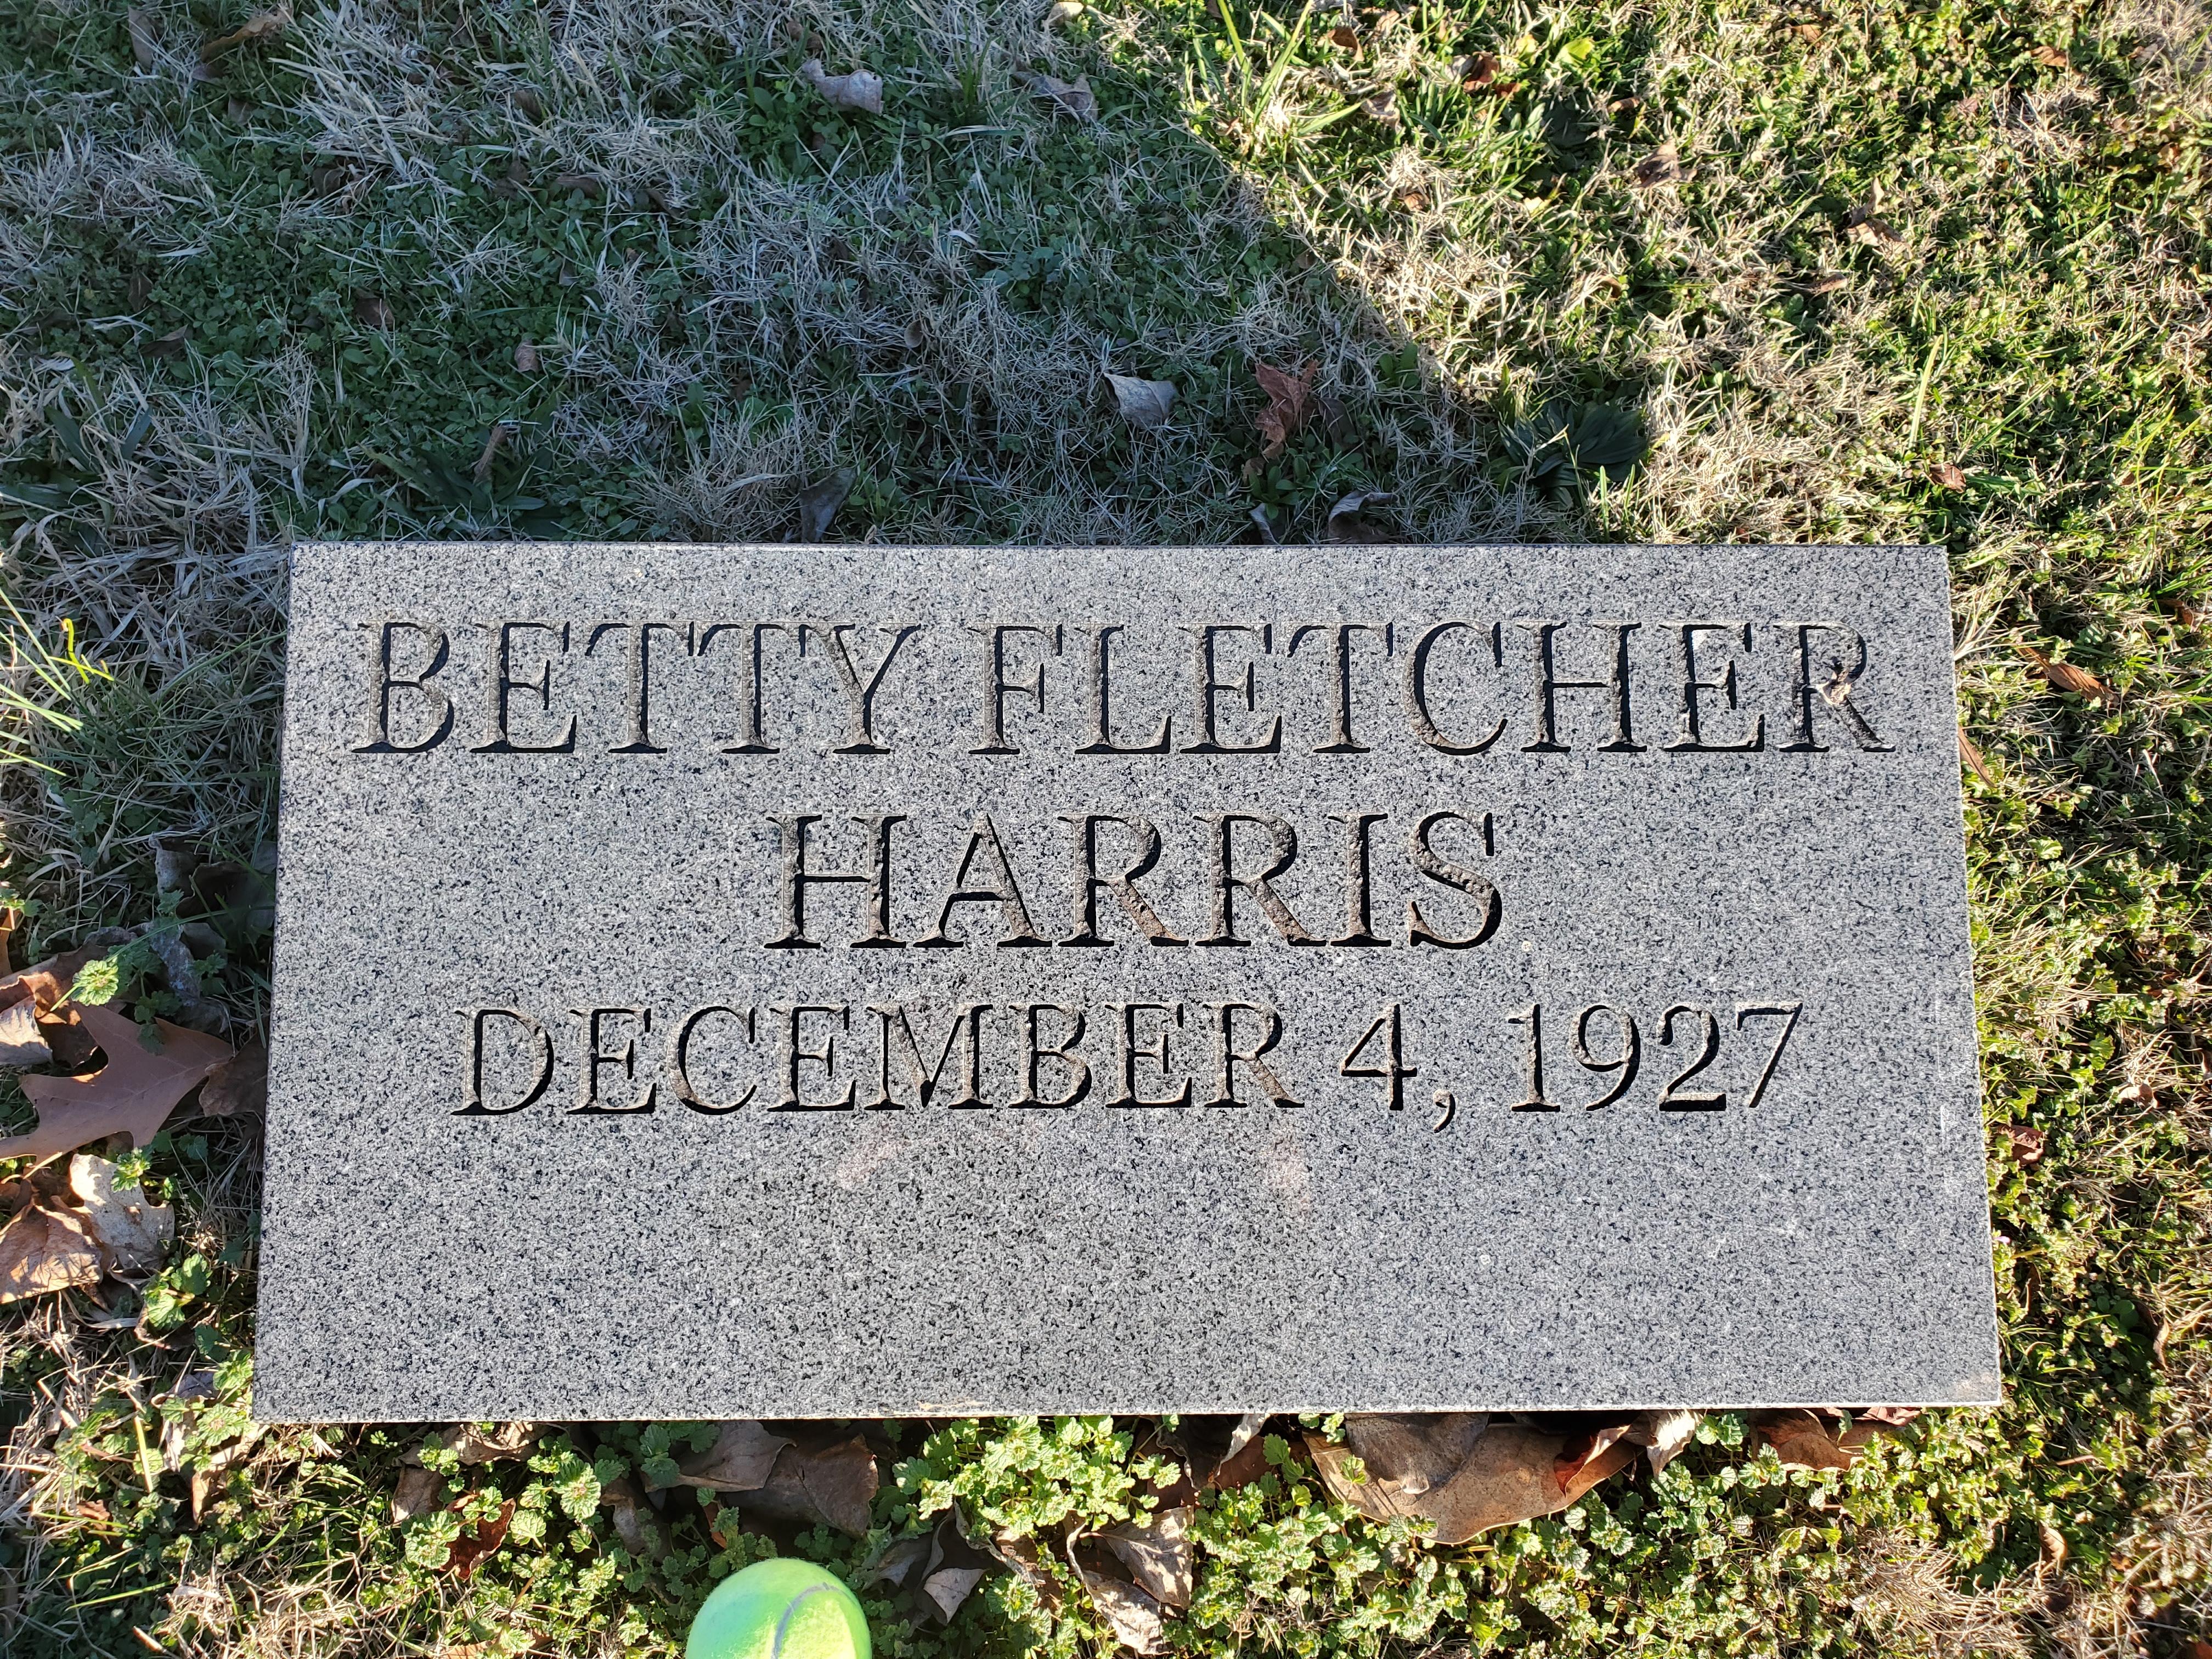 BETTY FLETCHER
HARRIS
DECEMBER 4, 1927